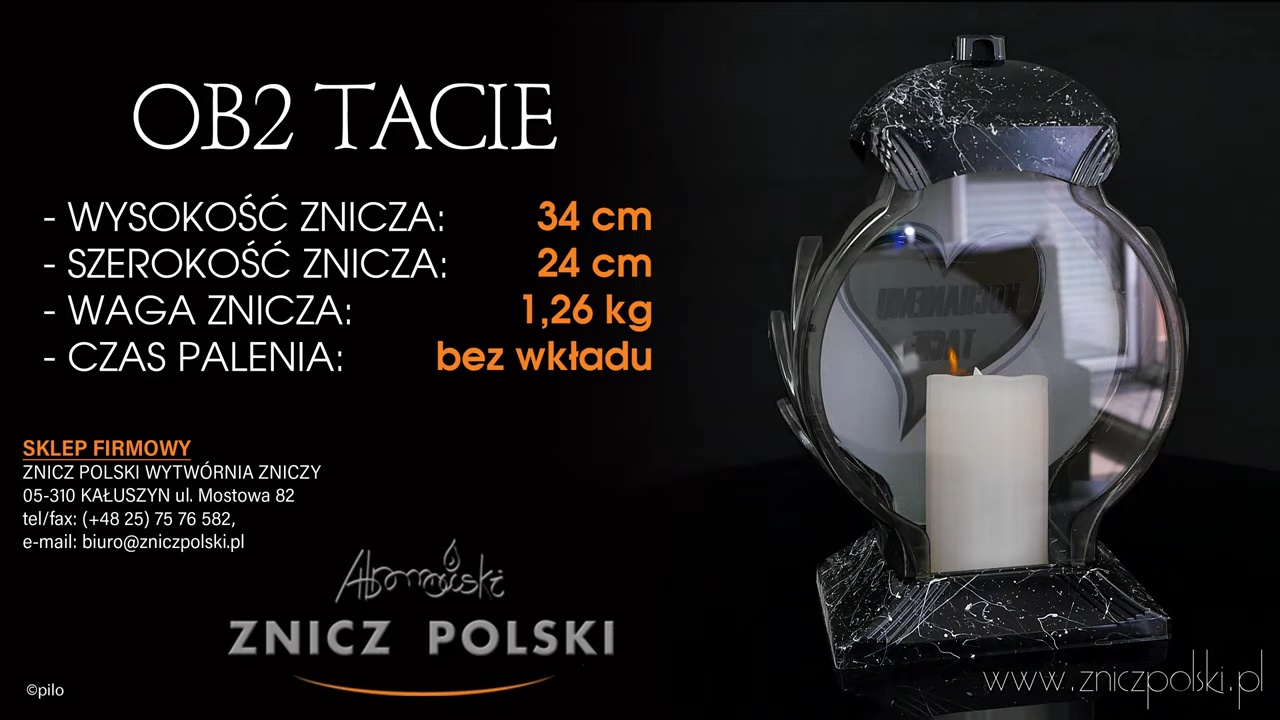 OB2 TACIE
- WYSOKOŚĆ ZNICZA: 34 cm
- SZEROKOŚĆ ZNICZA: 24 cm
- WAGA ZNICZA: 1,26 kg
- CZAS PALENIA: bez wkładu
SKLEP FIRMOWY
ZNICZ POLSKI WYTWÓRNIA ZNICZY
05-310 KAŁUSZYN ul. Mostowa 82
tel/fax: (+48 25) 75 76 582,
e-mail: biuro@zniczpolski.pl
ZNICZ POLSKI
©pilo
KOCHANEMU
TACIE
www.zniczpolski.pl